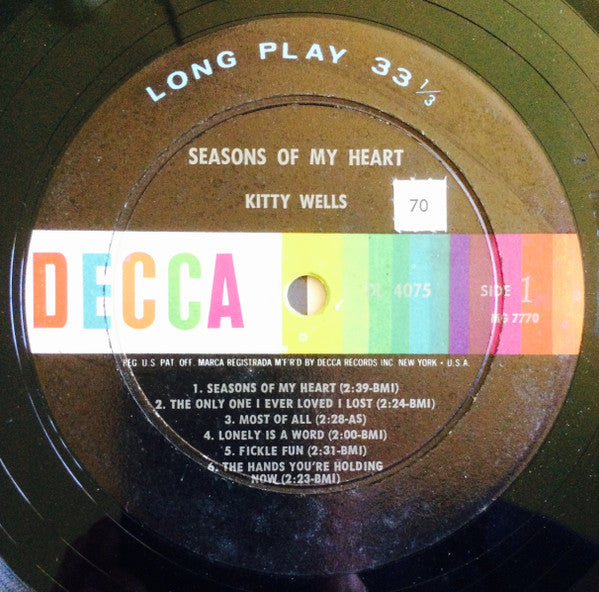 LONG PLAY 33 1/3
SEASONS OF MY HEART
KITTY WELLS
70
DECCA
DL 4075
SIDE 1
MG 7770
REG. U.S. PAT. OFF. MARCA REGISTRADA M'F'R'D BY DECCA RECORDS INC. NEW YORK • U.S.A.
1. SEASONS OF MY HEART (2:39-BMI)
2. THE ONLY ONE I EVER LOVED I LOST (2:24-BMI)
3. MOST OF ALL (2:28-AS)
4. LONELY IS A WORD (2:00-BMI)
5. FICKLE FUN (2:31-BMI)
6. THE HANDS YOU'RE HOLDING
NOW (2:23-BMI)